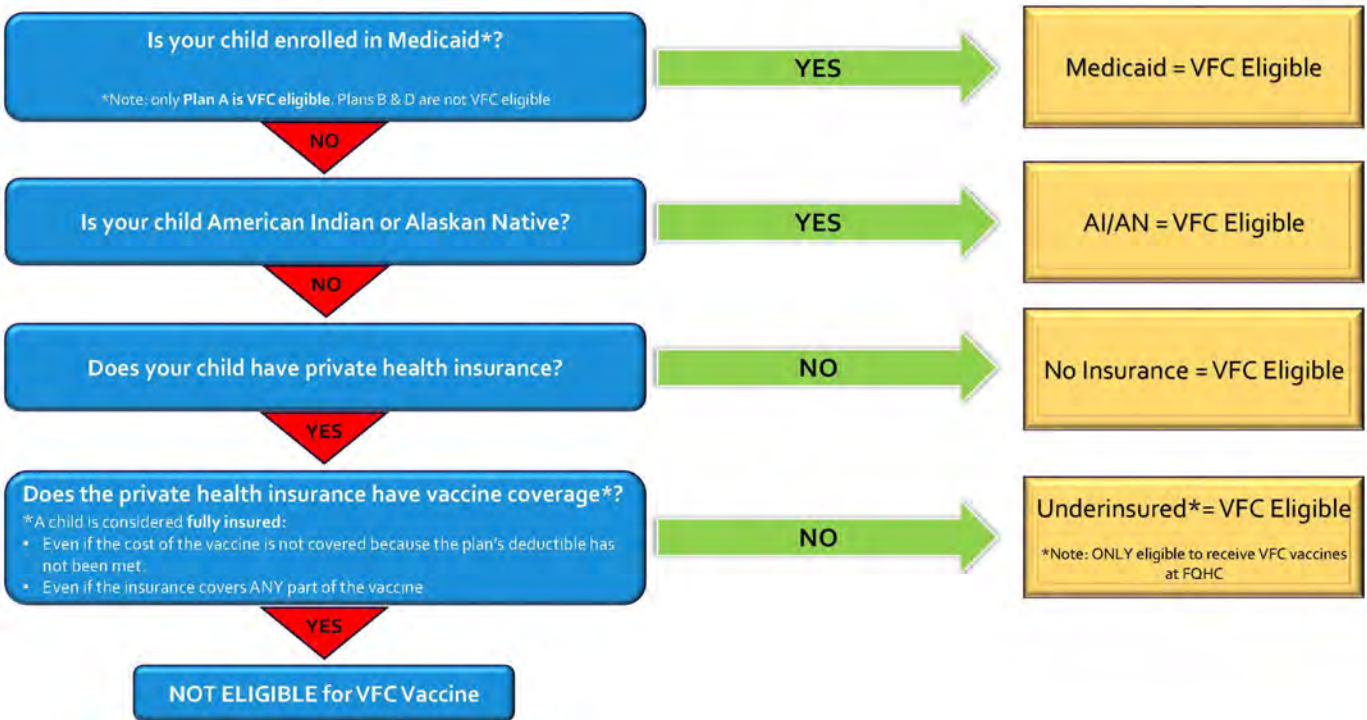 Is your child enrolled in Medicaid*?
*Note: only Plan A is VFC eligible. Plans B & D are not VFC eligible
YES
Medicaid = VFC Eligible
NO
Is your child American Indian or Alaskan Native?
YES
AI/AN = VFC Eligible
NO
Does your child have private health insurance?
NO
No Insurance = VFC Eligible
YES
Does the private health insurance have vaccine coverage*?
*A child is considered fully insured:
• Even if the cost of the vaccine is not covered because the plan's deductible has
not been met.
• Even if the insurance covers ANY part of the vaccine
NO
Underinsured*= VFC Eligible
*Note: ONLY eligible to receive VFC vaccines
at FQHC
YES
NOT ELIGIBLE for VFC Vaccine